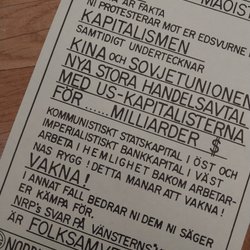 ÄR FAKTA
MAOIST
NI PROTESTERAR MOT ER EDSVURNE
KAPITALISMEN
SAMTIDIGT UNDERTECKNAR
KINA OCH SOVJETUNIONEN
NYA STORA HANDELSAVTAL
MED US-KAPITALISTERNA
FÖR ...... MILLIARDER $
KOMMUNISTISKT STATSKAPITAL I ÖST OCH
IMPERIALISTISKT BANKKAPITAL I VÄST
ARBETA I HEMLIGHET BAKOM ARBETAR-
NAS RYGG! DETTA MANAR ATT VAKNA!
VAKNA!
I ANNAT FALL BEDRAR NI DEM NI SÄGER
ER KÄMPA FÖR.
NRP's SVAR PÅ VÄNSTERNS
ÄR FOLKSAM